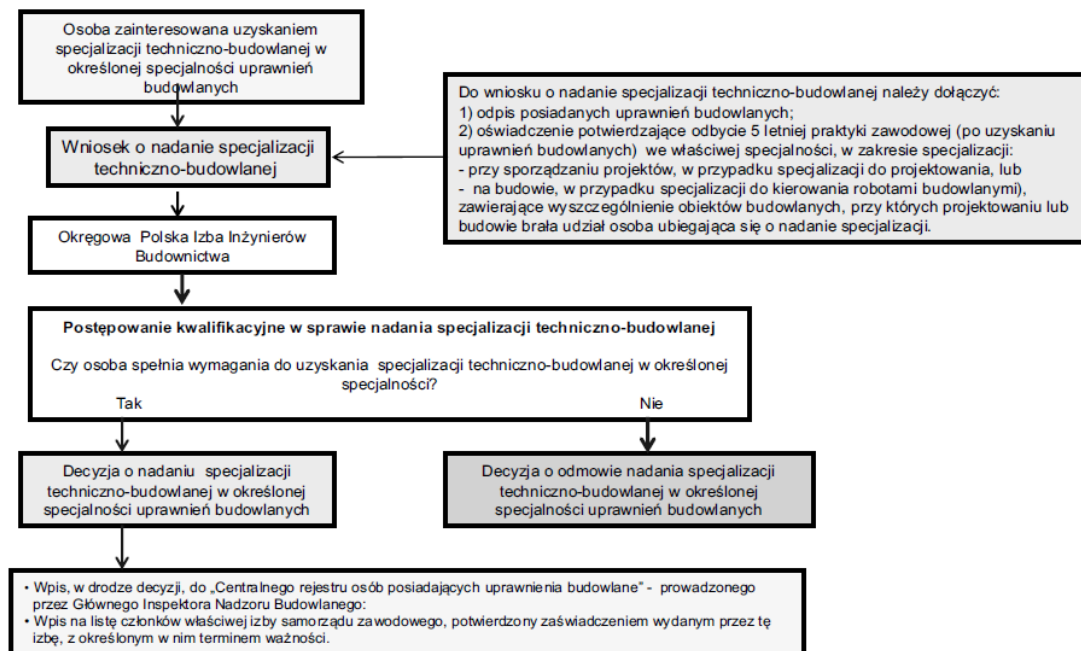 Osoba zainteresowana uzyskaniem
specjalizacji techniczno-budowlanej w
określonej specjalności uprawnień
budowlanych
Do wniosku o nadanie specjalizacji techniczno-budowlanej należy dołączyć:
1) odpis posiadanych uprawnień budowlanych;
2) oświadczenie potwierdzające odbycie 5 letniej praktyki zawodowej (po uzyskaniu
uprawnień budowlanych) we właściwej specjalności, w zakresie specjalizacji:
- przy sporządzaniu projektów, w przypadku specjalizacji do projektowania, lub
- na budowie, w przypadku specjalizacji do kierowania robotami budowlanymi),
zawierające wyszczególnienie obiektów budowlanych, przy których projektowaniu lub
budowie brała udział osoba ubiegająca się o nadanie specjalizacji.
Wniosek o nadanie specjalizacji
techniczno-budowlanej
Okręgowa Polska Izba Inżynierów
Budownictwa
Postępowanie kwalifikacyjne w sprawie nadania specjalizacji techniczno-budowlanej
Czy osoba spełnia wymagania do uzyskania specjalizacji techniczno-budowlanej w określonej
specjalności?
Tak Nie
Decyzja o nadaniu specjalizacji
techniczno-budowlanej w określonej
specjalności uprawnień budowlanych
Decyzja o odmowie nadania specjalizacji
techniczno-budowlanej w określonej
specjalności uprawnień budowlanych
• Wpis, w drodze decyzji, do „Centralnego rejestru osób posiadających uprawnienia budowlane” - prowadzonego
przez Głównego Inspektora Nadzoru Budowlanego:
• Wpis na listę członków właściwej izby samorządu zawodowego, potwierdzony zaświadczeniem wydanym przez tę
izbę, z określonym w nim terminem ważności.